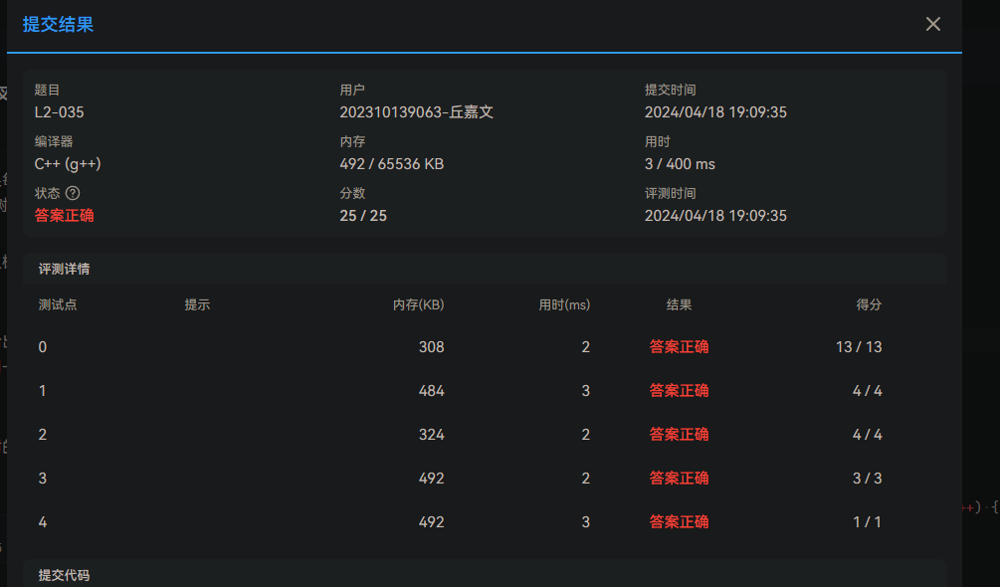 提交结果
题目 用户 提交时间
L2-035 202310139063-丘嘉文 2024/04/18 19:09:35
编译器 内存 用时
C++ (g++) 492 / 65536 KB 3 / 400 ms
状态 ? 分数 评测时间
答案正确 25 / 25 2024/04/18 19:09:35
评测详情
测试点 提示 内存(KB) 用时(ms) 结果 得分
0 308 2 答案正确 13 / 13
1 484 3 答案正确 4 / 4
2 324 2 答案正确 4 / 4
3 492 2 答案正确 3 / 3
++) {
4 492 3 答案正确 1 / 1
提交代码